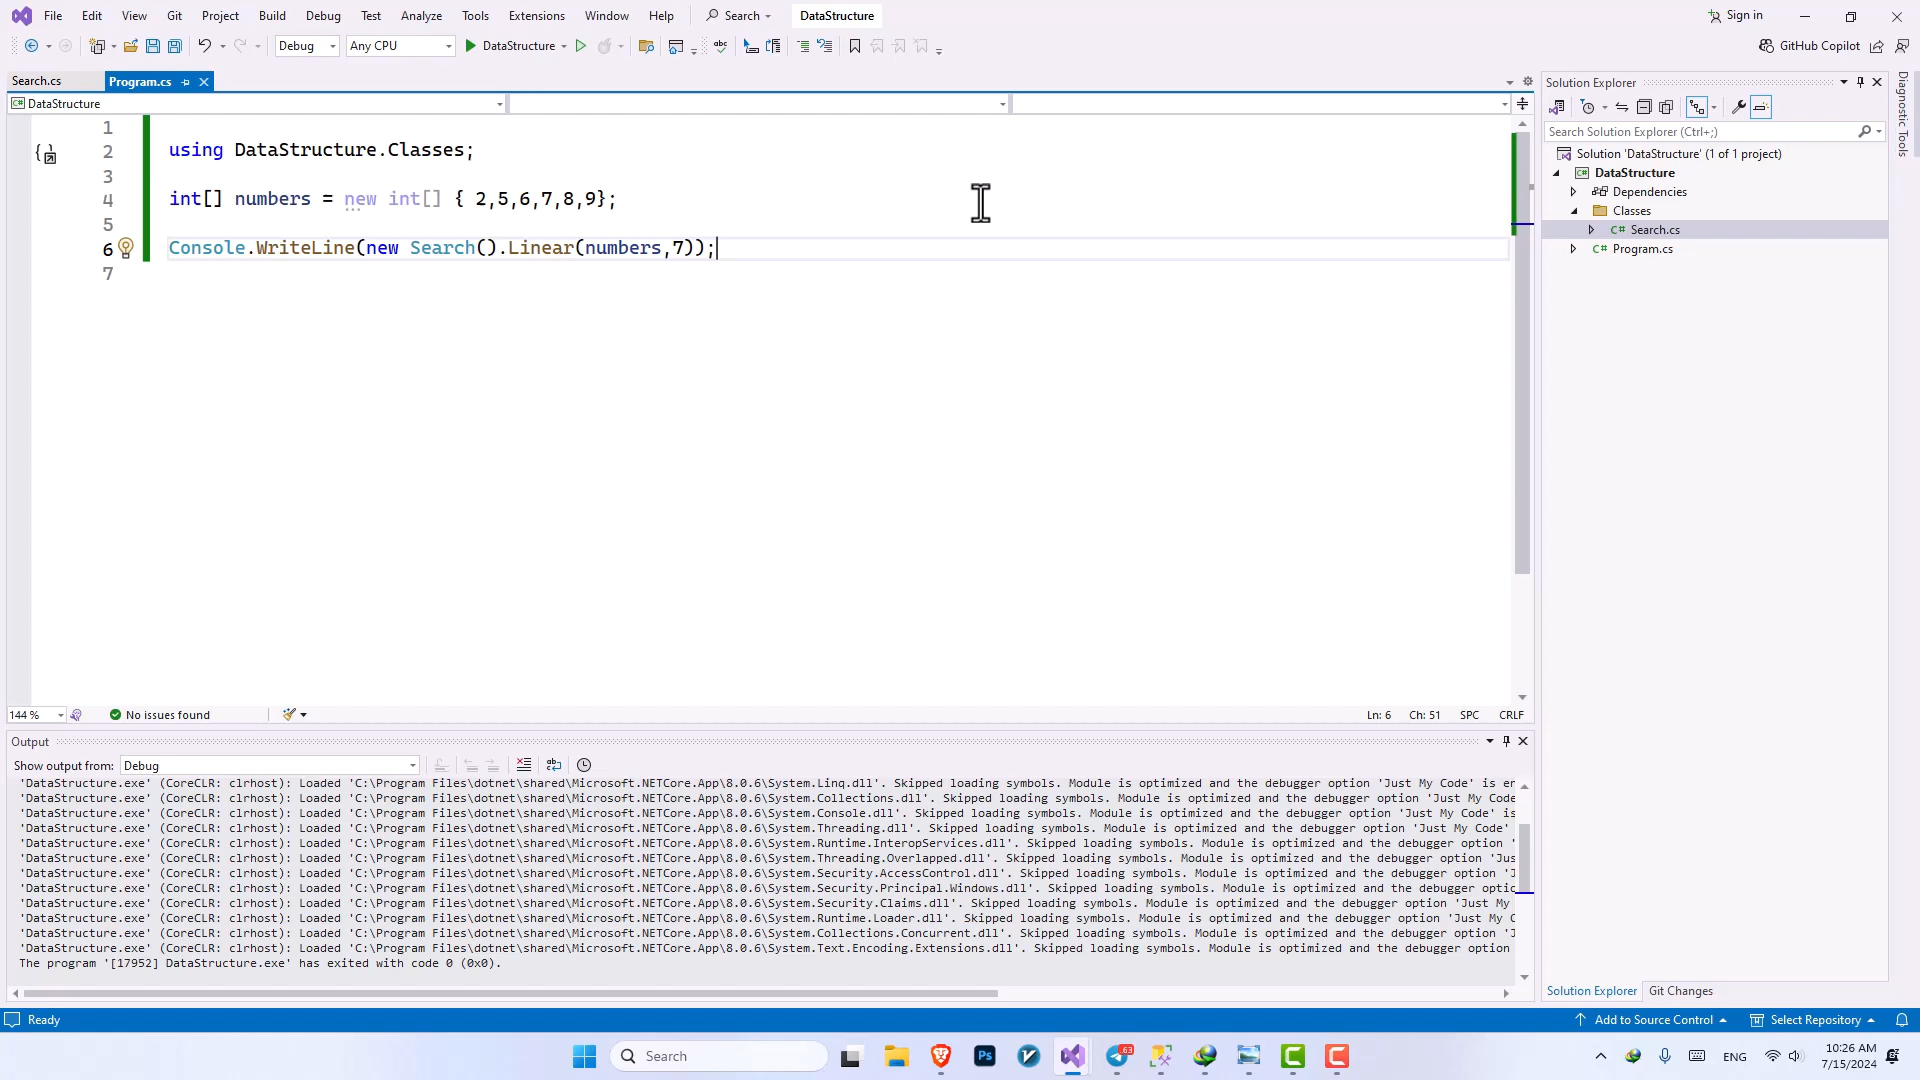 File Edit View Git Project Build Debug Test Analyze Tools Extensions Window Help Search DataStructure Sign in
Debug Any CPU DataStructure GitHub Copilot
Search.cs Program.cs
DataStructure
1
2 using DataStructure.Classes;
3
4 int[] numbers = new int[] { 2,5,6,7,8,9};
5
6 Console.WriteLine(new Search().Linear(numbers,7));
7
144 % No issues found Ln: 6 Ch: 51 SPC CRLF
Output
Show output from: Debug
'DataStructure.exe' (CoreCLR: clrhost): Loaded 'C:\Program Files\dotnet\shared\Microsoft.NETCore.App\8.0.6\System.Linq.dll'. Skipped loading symbols. Module is optimized and the debugger option 'Just My Code' is en
'DataStructure.exe' (CoreCLR: clrhost): Loaded 'C:\Program Files\dotnet\shared\Microsoft.NETCore.App\8.0.6\System.Collections.dll'. Skipped loading symbols. Module is optimized and the debugger option 'Just My Code
'DataStructure.exe' (CoreCLR: clrhost): Loaded 'C:\Program Files\dotnet\shared\Microsoft.NETCore.App\8.0.6\System.Console.dll'. Skipped loading symbols. Module is optimized and the debugger option 'Just My Code' is
'DataStructure.exe' (CoreCLR: clrhost): Loaded 'C:\Program Files\dotnet\shared\Microsoft.NETCore.App\8.0.6\System.Threading.dll'. Skipped loading symbols. Module is optimized and the debugger option 'Just My Code'
'DataStructure.exe' (CoreCLR: clrhost): Loaded 'C:\Program Files\dotnet\shared\Microsoft.NETCore.App\8.0.6\System.Runtime.InteropServices.dll'. Skipped loading symbols. Module is optimized and the debugger option '
'DataStructure.exe' (CoreCLR: clrhost): Loaded 'C:\Program Files\dotnet\shared\Microsoft.NETCore.App\8.0.6\System.Threading.Overlapped.dll'. Skipped loading symbols. Module is optimized and the debugger option 'Jus
'DataStructure.exe' (CoreCLR: clrhost): Loaded 'C:\Program Files\dotnet\shared\Microsoft.NETCore.App\8.0.6\System.Security.AccessControl.dll'. Skipped loading symbols. Module is optimized and the debugger option 'J
'DataStructure.exe' (CoreCLR: clrhost): Loaded 'C:\Program Files\dotnet\shared\Microsoft.NETCore.App\8.0.6\System.Security.Principal.Windows.dll'. Skipped loading symbols. Module is optimized and the debugger optio
'DataStructure.exe' (CoreCLR: clrhost): Loaded 'C:\Program Files\dotnet\shared\Microsoft.NETCore.App\8.0.6\System.Security.Claims.dll'. Skipped loading symbols. Module is optimized and the debugger option 'Just My
'DataStructure.exe' (CoreCLR: clrhost): Loaded 'C:\Program Files\dotnet\shared\Microsoft.NETCore.App\8.0.6\System.Runtime.Loader.dll'. Skipped loading symbols. Module is optimized and the debugger option 'Just My C
'DataStructure.exe' (CoreCLR: clrhost): Loaded 'C:\Program Files\dotnet\shared\Microsoft.NETCore.App\8.0.6\System.Collections.Concurrent.dll'. Skipped loading symbols. Module is optimized and the debugger option 'J
'DataStructure.exe' (CoreCLR: clrhost): Loaded 'C:\Program Files\dotnet\shared\Microsoft.NETCore.App\8.0.6\System.Text.Encoding.Extensions.dll'. Skipped loading symbols. Module is optimized and the debugger option
The program '[17952] DataStructure.exe' has exited with code 0 (0x0).
Solution Explorer
Search Solution Explorer (Ctrl+;)
Solution 'DataStructure' (1 of 1 project)
DataStructure
Dependencies
Classes
C# Search.cs
C# Program.cs
Solution Explorer Git Changes
Diagnostic Tools
Ready Add to Source Control Select Repository
Search Ps 63 ENG 10:26 AM
7/15/2024